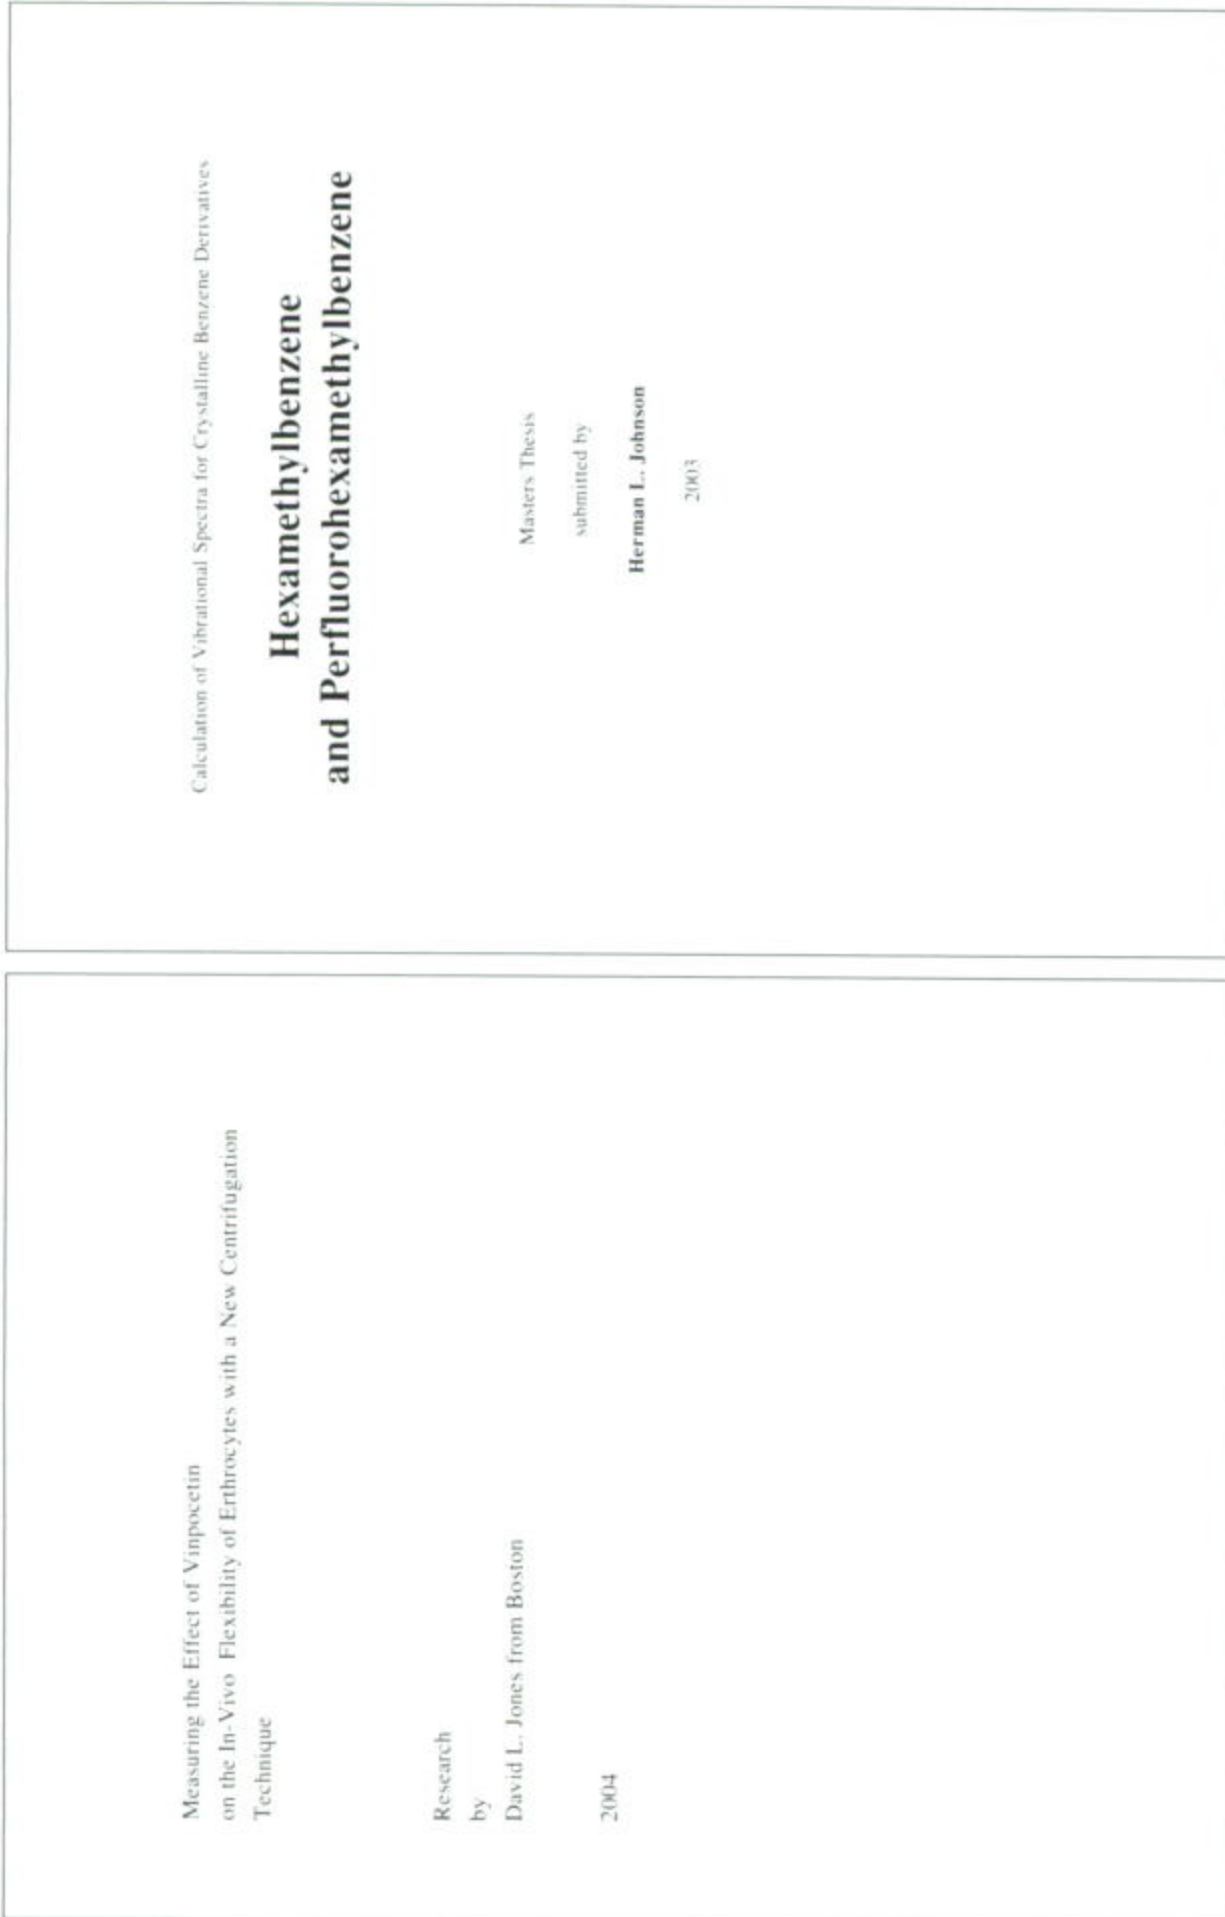 Measuring the Effect of Vinpocetin
on the In-Vivo Flexibility of Erthrocytes with a New Centrifugation
Technique
Research
by
David L. Jones from Boston
2004
Calculation of Vibrational Spectra for Crystalline Benzene Derivatives
Hexamethylbenzene
and Perfluorohexamethylbenzene
Masters Thesis
submitted by
Herman L. Johnson
2003